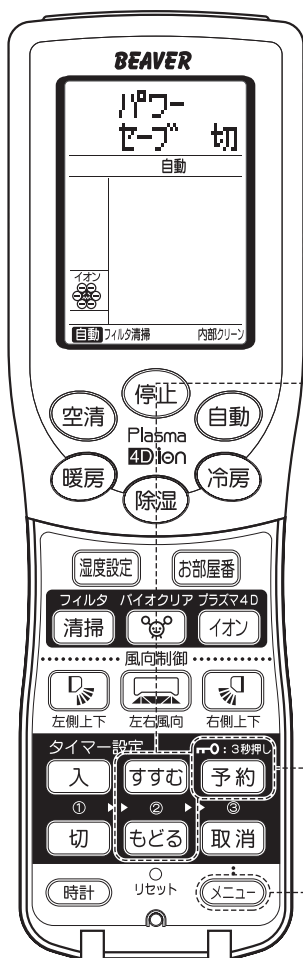 BEAVER
パワー
セーブ 切
自動
イオン
自動 フィルタ清掃 内部クリーン
停止
空清 自動
Plasma
4D ion
暖房 冷房
除湿
湿度設定 お部屋番
フィルタ バイオクリア プラズマ4D
清掃 イオン
風向制御
左側上下 左右風向 右側上下
タイマー設定 :3秒押し
入 すすむ 予約
① ② ③
切 もどる 取消
時計 リセット メニュー